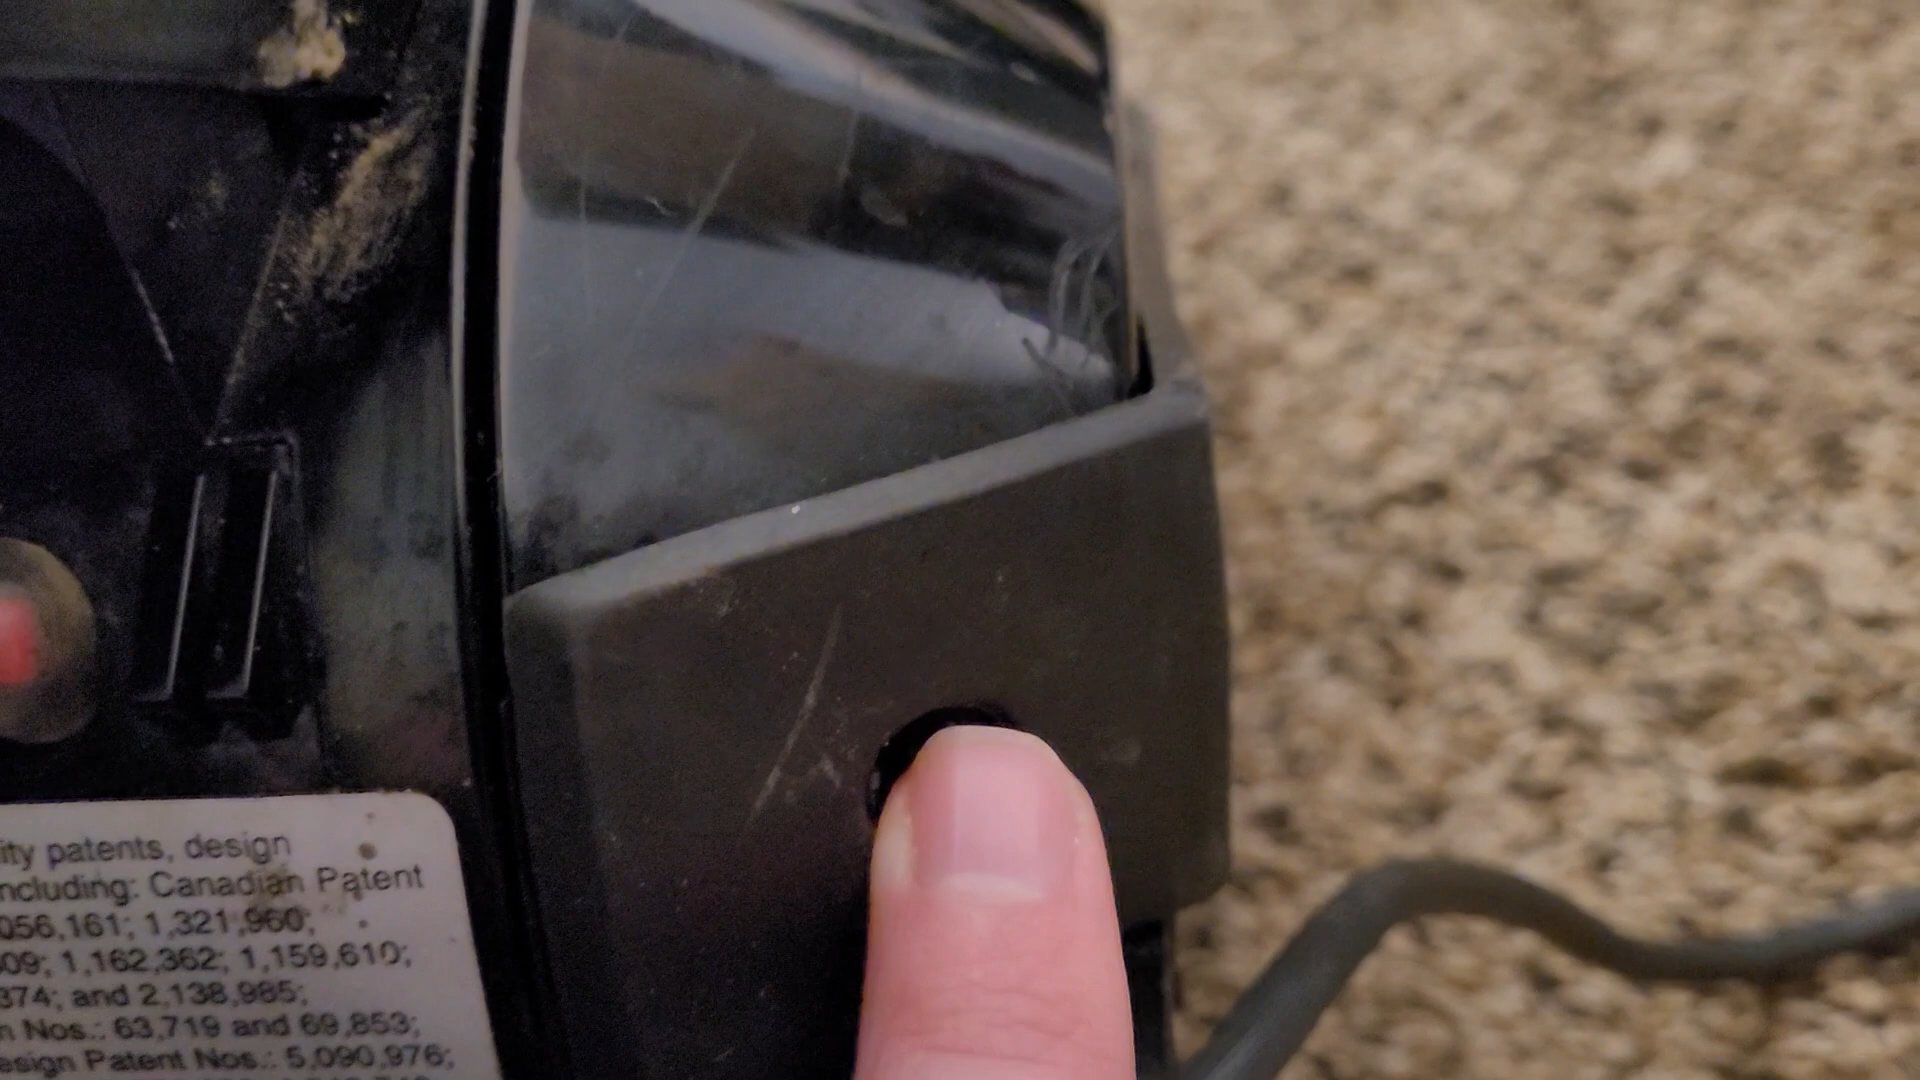 ity patents, design
ncluding: Canadian Patent
056,161; 1,321,960;
09; 1,162,362; 1,159,610;
374; and 2,138,985;
n Nos.: 63,719 and 69,853;
esign Patent Nos.: 5,090,976;